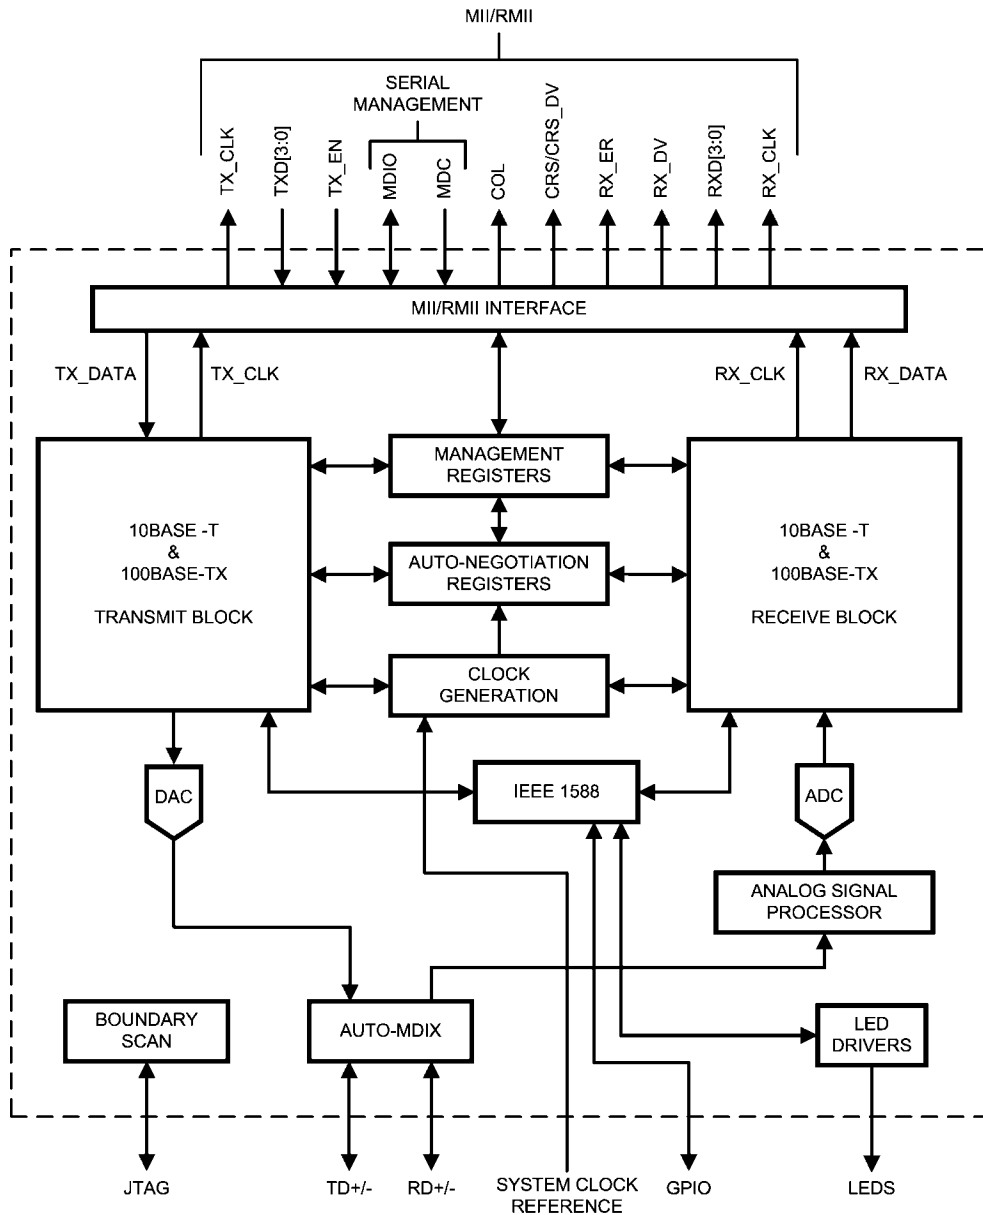 MII/RMII
SERIAL
MANAGEMENT
TX_CLK
TXD[3:0]
TX_EN
MDIO
MDC
COL
CRS/CRS_DV
RX_ER
RX_DV
RXD[3:0]
RX_CLK
MII/RMII INTERFACE
TX_DATA
TX_CLK
RX_CLK
RX_DATA
10BASE -T
&
100BASE-TX
TRANSMIT BLOCK
MANAGEMENT
REGISTERS
AUTO-NEGOTIATION
REGISTERS
CLOCK
GENERATION
10BASE -T
&
100BASE-TX
RECEIVE BLOCK
DAC
IEEE 1588
ADC
ANALOG SIGNAL
PROCESSOR
BOUNDARY
SCAN
AUTO-MDIX
LED
DRIVERS
JTAG
TD+/-
RD+/-
SYSTEM CLOCK
REFERENCE
GPIO
LEDS